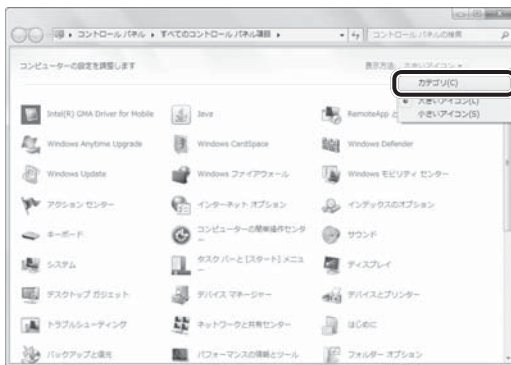 コントロール パネル ▸ すべてのコントロール パネル項目 ▸
コントロール パネルの検索
コンピューターの設定を調整します
表示方法: 大きいアイコン
カテゴリ(C)
大きいアイコン(L)
小さいアイコン(S)
Intel(R) GMA Driver for Mobile
Java
RemoteApp と
Windows Anytime Upgrade
Windows CardSpace
Windows Defender
Windows Update
Windows ファイアウォール
Windows モビリティ センター
アクション センター
インターネット オプション
インデックスのオプション
キーボード
コンピューターの簡単操作センター
サウンド
システム
タスク バーと [スタート] メニュー
ディスプレイ
デスクトップ ガジェット
デバイス マネージャー
デバイスとプリンター
トラブルシューティング
ネットワークと共有センター
はじめに
バックアップと復元
パフォーマンスの情報とツール
フォルダー オプション